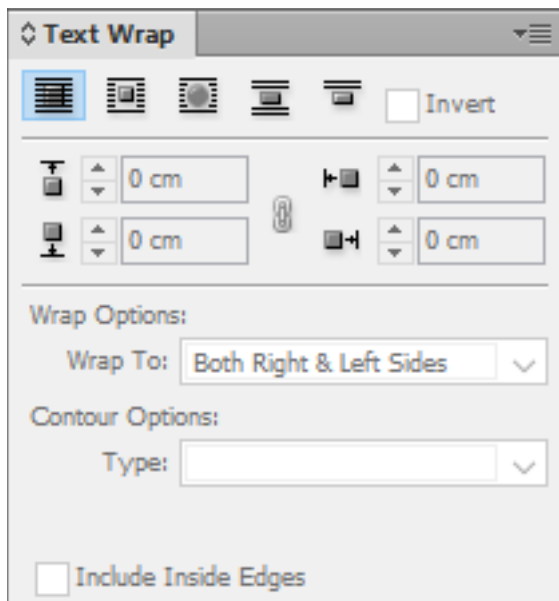 Text Wrap
Invert
0 cm
0 cm
0 cm
0 cm
Wrap Options:
Wrap To: Both Right & Left Sides
Contour Options:
Type:
Include Inside Edges